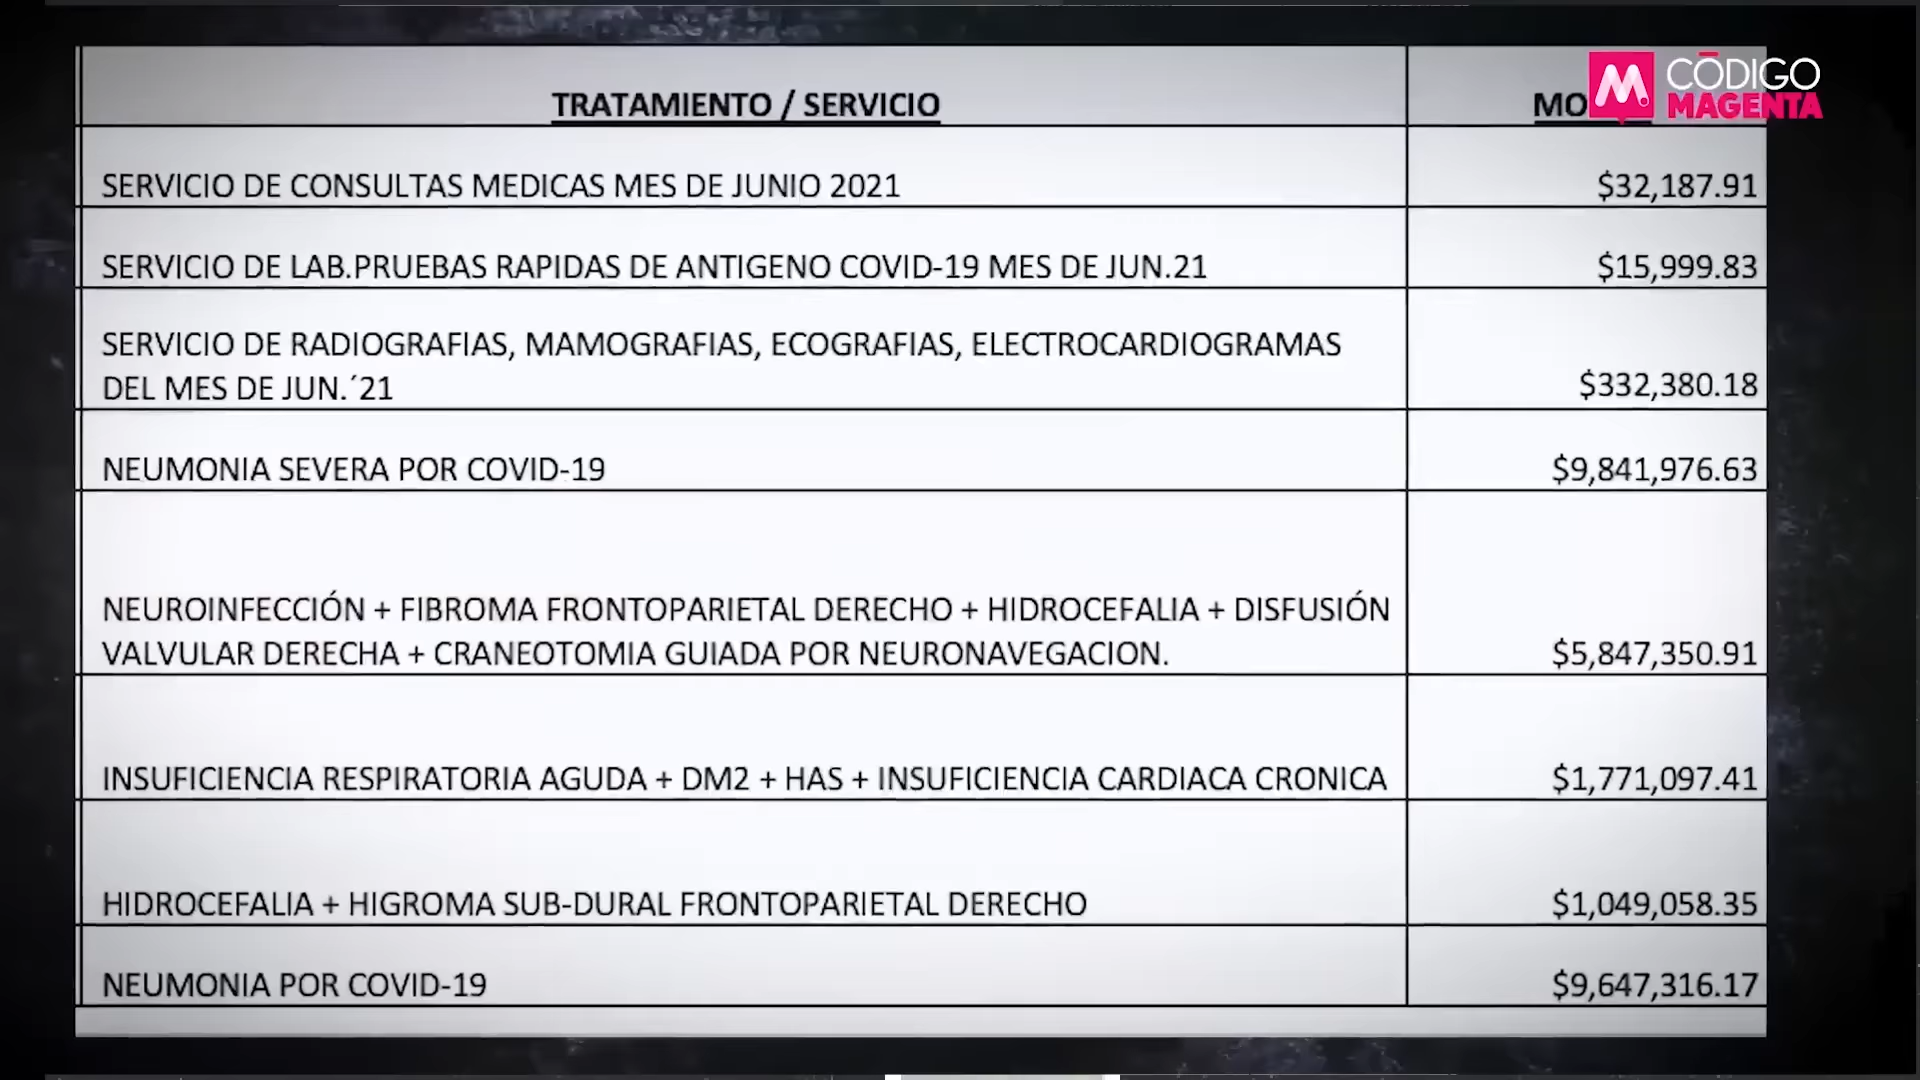 TRATAMIENTO / SERVICIO
MO
M.
CÓDIGO
MAGENTA
SERVICIO DE CONSULTAS MEDICAS MES DE JUNIO 2021
$32,187.91
SERVICIO DE LAB.PRUEBAS RAPIDAS DE ANTIGENO COVID-19 MES DE JUN.21
$15,999.83
SERVICIO DE RADIOGRAFIAS, MAMOGRAFIAS, ECOGRAFIAS, ELECTROCARDIOGRAMAS
DEL MES DE JUN.´21
$332,380.18
NEUMONIA SEVERA POR COVID-19
$9,841,976.63
NEUROINFECCIÓN + FIBROMA FRONTOPARIETAL DERECHO + HIDROCEFALIA + DISFUSIÓN
VALVULAR DERECHA + CRANEOTOMIA GUIADA POR NEURONAVEGACION.
$5,847,350.91
INSUFICIENCIA RESPIRATORIA AGUDA + DM2 + HAS + INSUFICIENCIA CARDIACA CRONICA
$1,771,097.41
HIDROCEFALIA + HIGROMA SUB-DURAL FRONTOPARIETAL DERECHO
$1,049,058.35
NEUMONIA POR COVID-19
$9,647,316.17